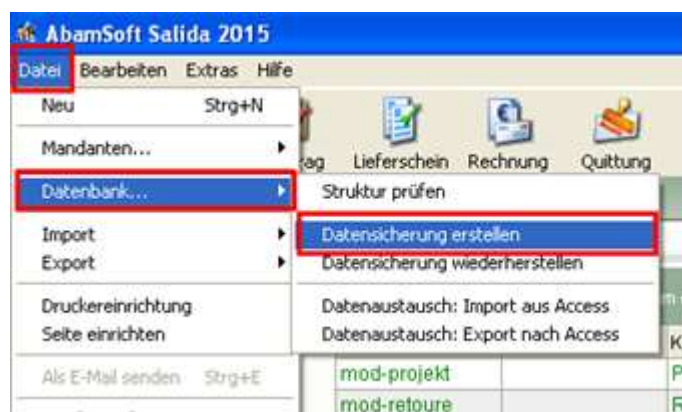 AbamSoft Salida 2015
Datei Bearbeiten Extras Hilfe
Neu Strg+N
Mandanten...
Lieferschein Rechnung Quittung
Datenbank...
Struktur prüfen
Import
Datensicherung erstellen
Export
Datensicherung wiederherstellen
Druckereinrichtung
Datenaustausch: Import aus Access
Seite einrichten
Datenaustausch: Export nach Access
Als E-Mail senden Strg+E
mod-projekt
mod-retoure